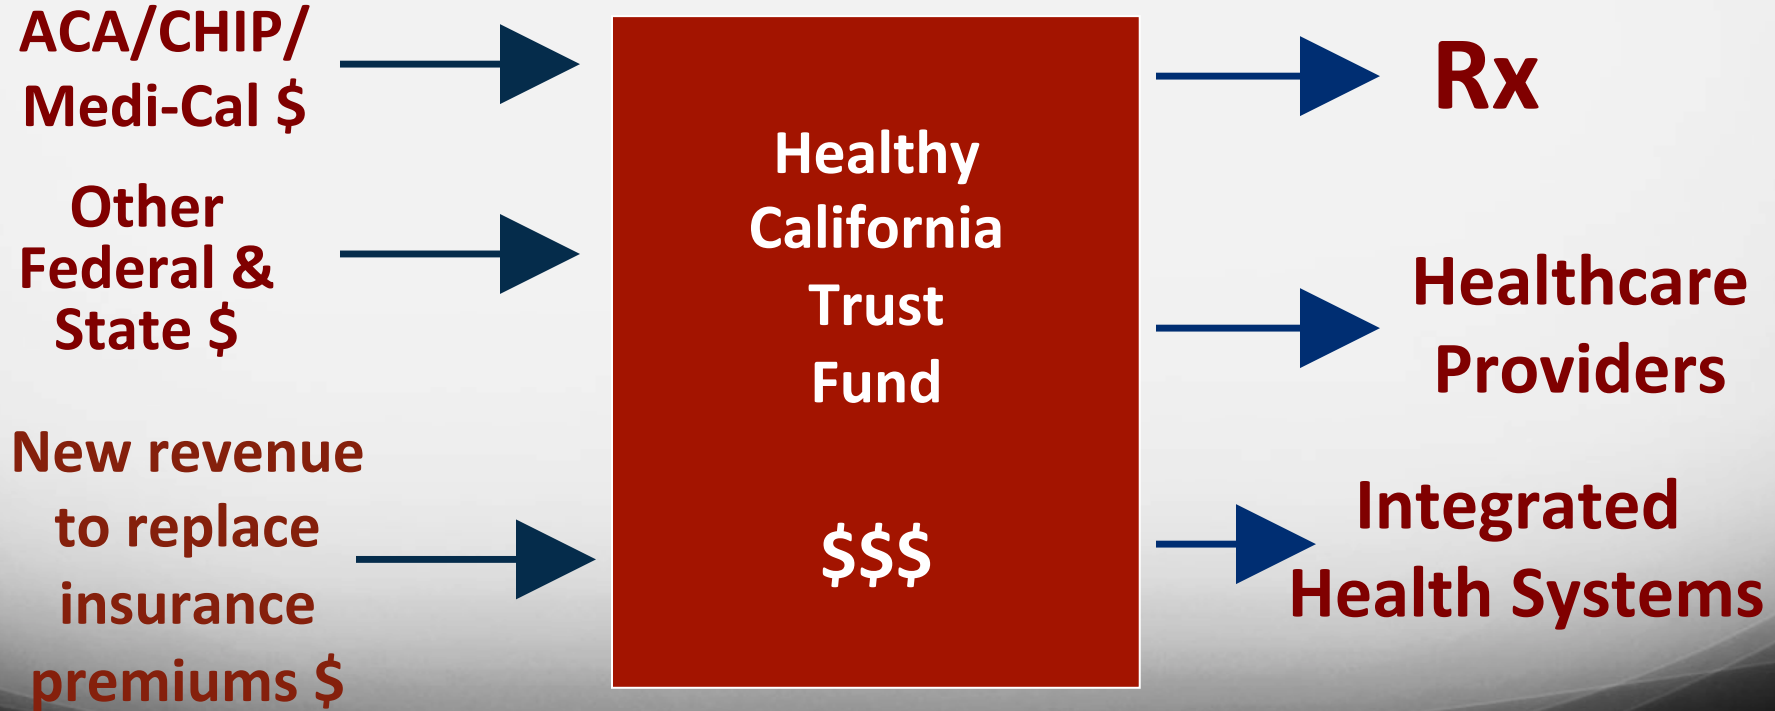 ACA/CHIP/
Medi-Cal $
Other
Federal &
State $
New revenue
to replace
insurance
premiums $
Healthy
California
Trust
Fund
$$$
Rx
Healthcare
Providers
Integrated
Health Systems